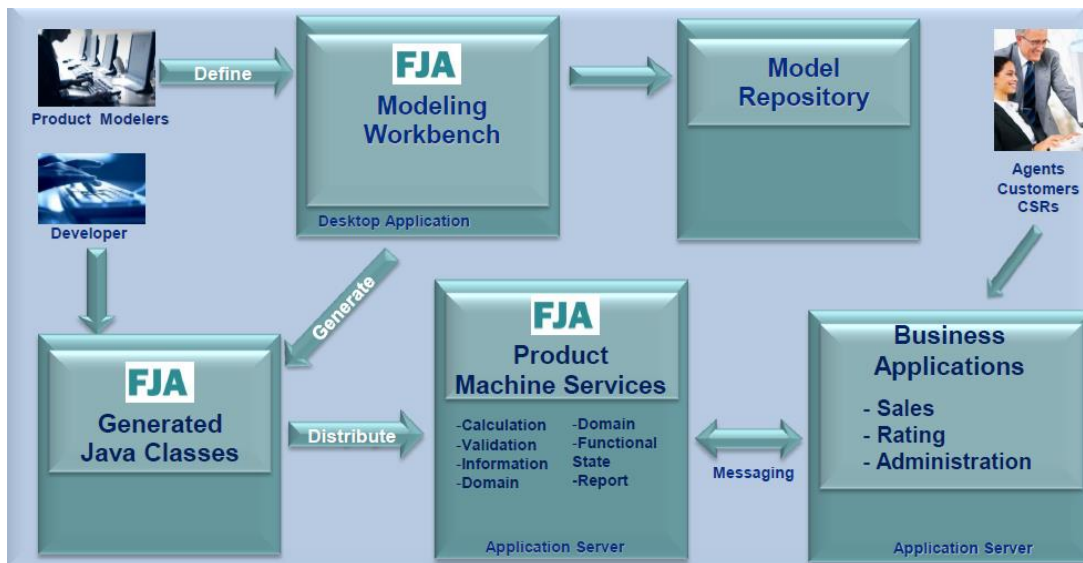 Product Modelers
Define
FJA
Modeling
Workbench
Desktop Application
Model
Repository
Agents
Customers
CSRs
Developer
Generate
FJA
Generated
Java Classes
Distribute
FJA
Product
Machine Services
-Calculation
-Validation
-Information
-Domain
-Domain
-Functional
State
-Report
Application Server
Messaging
Business
Applications
- Sales
- Rating
- Administration
Application Server